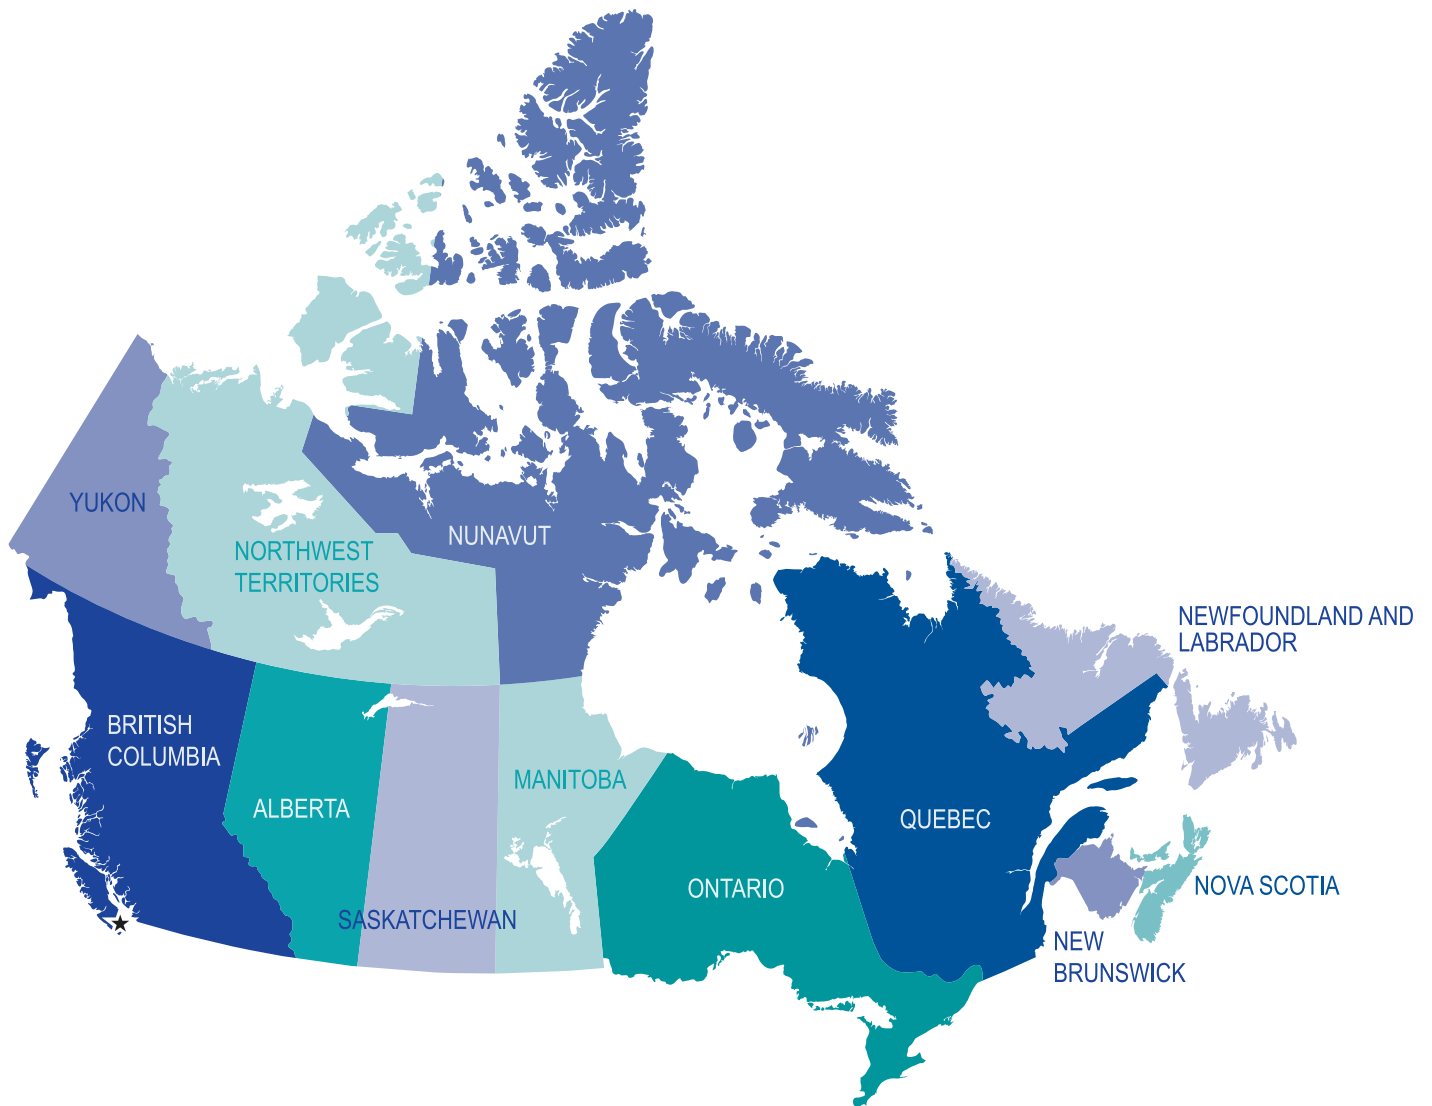 YUKON
NUNAVUT
NORTHWEST
TERRITORIES
NEWFOUNDLAND AND
LABRADOR
BRITISH
COLUMBIA
MANITOBA
ALBERTA
QUEBEC
ONTARIO
NOVA SCOTIA
SASKATCHEWAN
NEW
BRUNSWICK